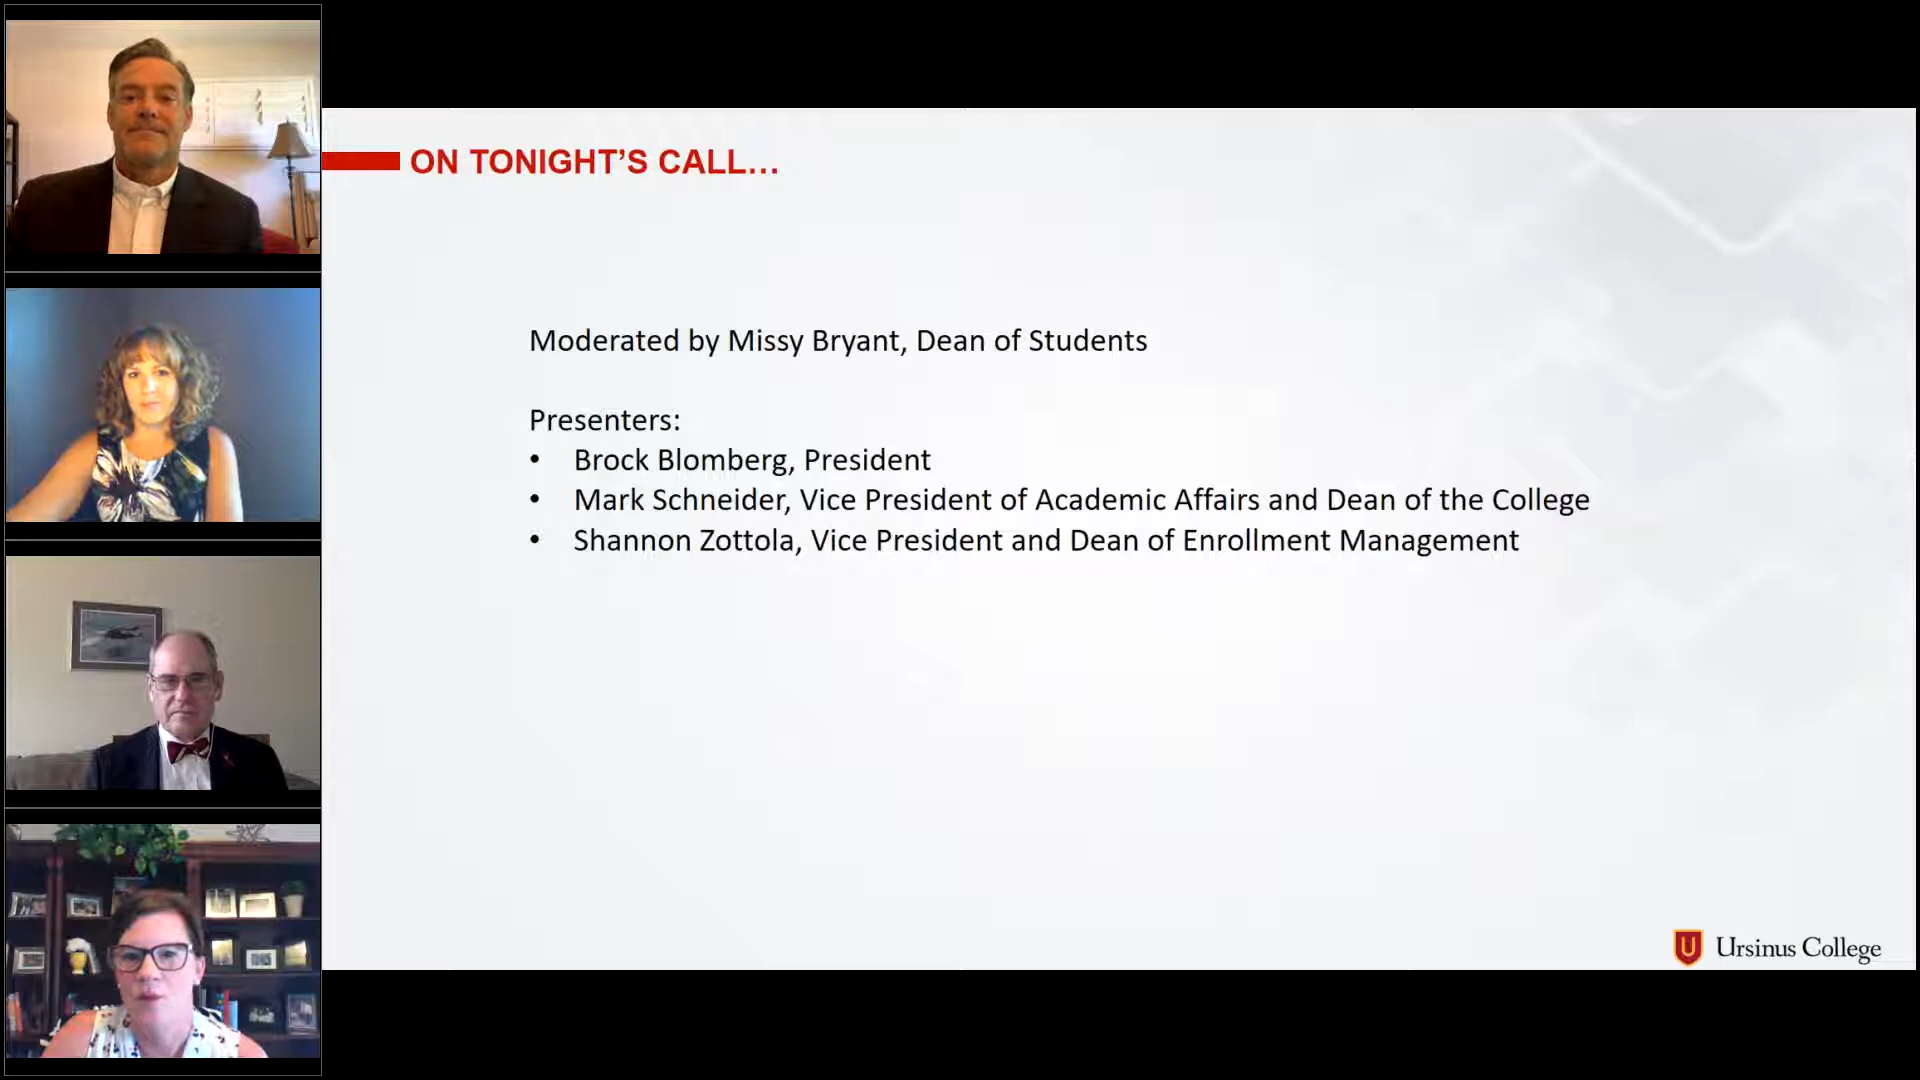 ON TONIGHT’S CALL…
Moderated by Missy Bryant, Dean of Students
Presenters:
• Brock Blomberg, President
• Mark Schneider, Vice President of Academic Affairs and Dean of the College
• Shannon Zottola, Vice President and Dean of Enrollment Management
U Ursinus College